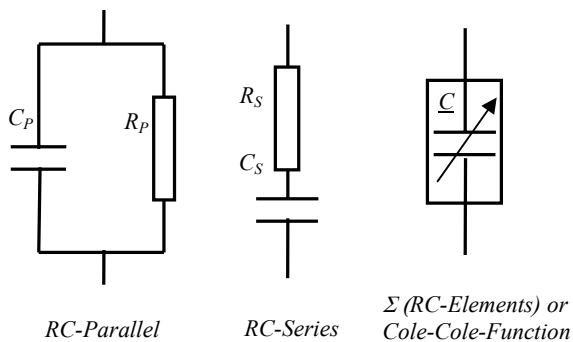 C_P
R_P
R_S
C_S
C
RC-Parallel
RC-Series
Σ (RC-Elements) or
Cole-Cole-Function